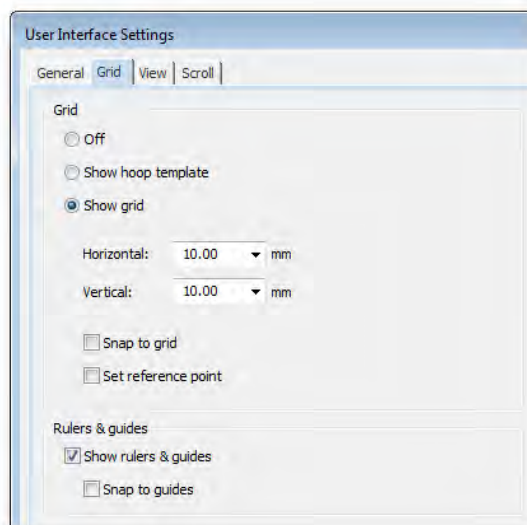 User Interface Settings
General Grid View Scroll
Grid
Off
Show hoop template
Show grid
Horizontal: 10.00 mm
Vertical: 10.00 mm
Snap to grid
Set reference point
Rulers & guides
Show rulers & guides
Snap to guides